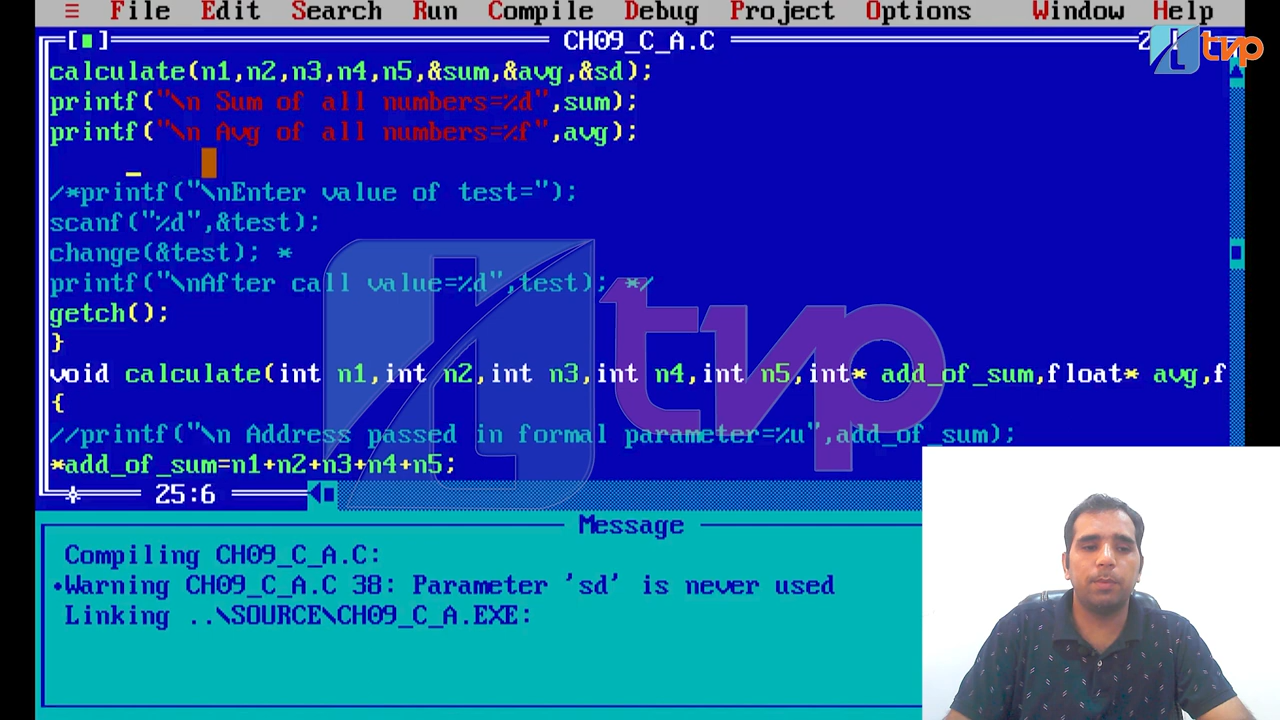 ≡ File Edit Search Run Compile Debug Project Options Window Help
[■] CH09_C_A.C 2
tvp
calculate(n1,n2,n3,n4,n5,&sum,&avg,&sd);
printf("\n Sum of all numbers=%d",sum);
printf("\n Avg of all numbers=%f",avg);
/*printf("\nEnter value of test=");
scanf("%d",&test);
change(&test); *
printf("\nAfter call value=%d",test); */
getch();
}
void calculate(int n1,int n2,int n3,int n4,int n5,int* add_of_sum,float* avg,f
{
//printf("\n Address passed in formal parameter=%u",add_of_sum);
*add_of_sum=n1+n2+n3+n4+n5;
25:6
tvp
Message
Compiling CH09_C_A.C:
•Warning CH09_C_A.C 38: Parameter 'sd' is never used
Linking ..\SOURCE\CH09_C_A.EXE: